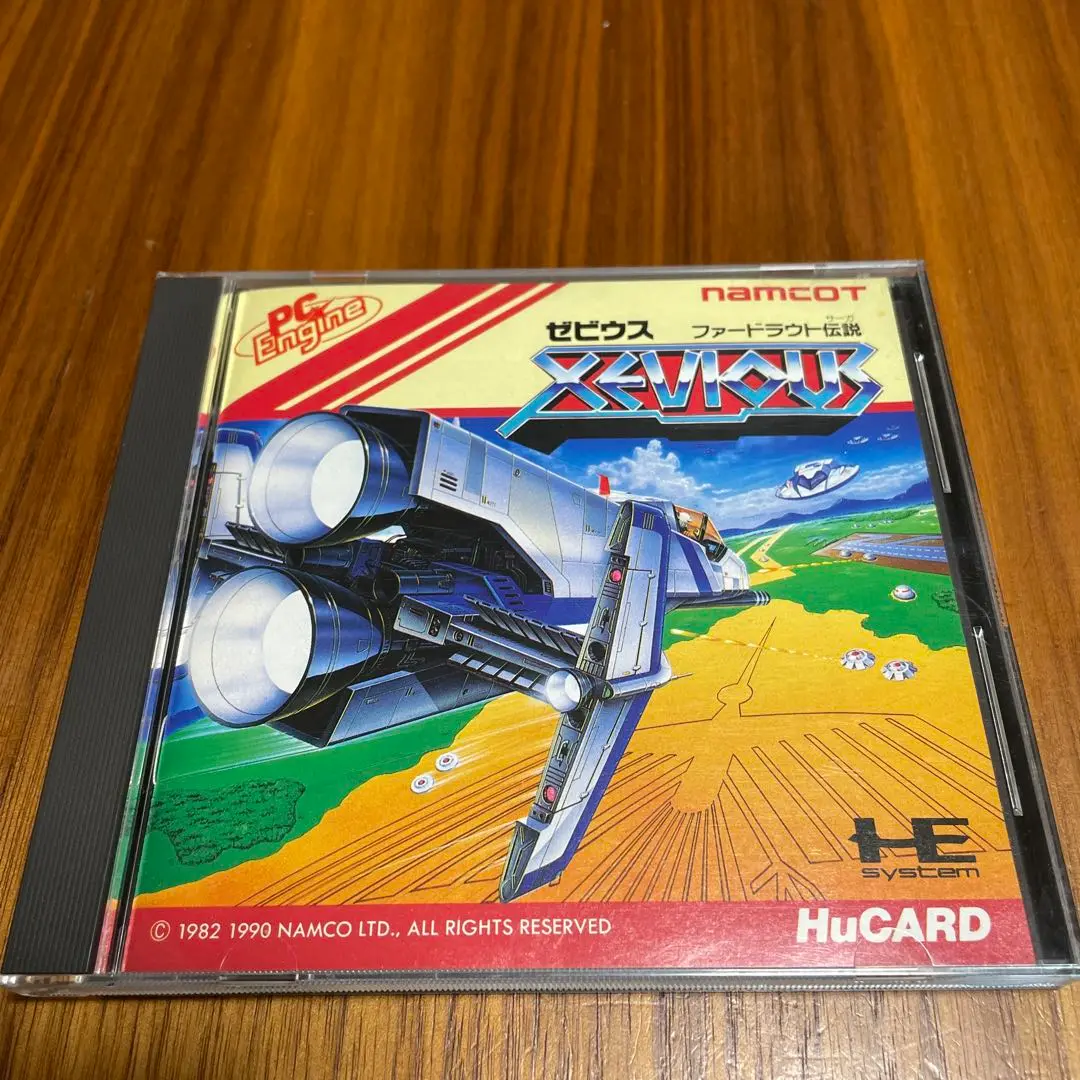 PC Engine
namcot
ゼビウス ファードラウト伝説
サーガ
XEVIOUS
HE system
© 1982 1990 NAMCO LTD., ALL RIGHTS RESERVED
HuCARD